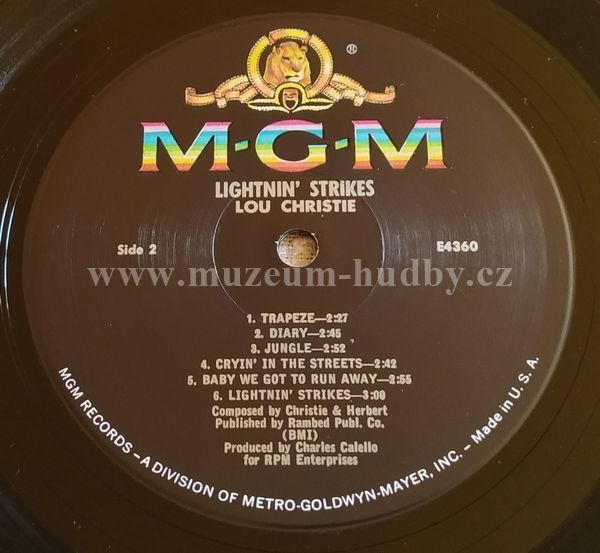 ®
M-G-M
LIGHTNIN' STRIKES
LOU CHRISTIE
Side 2
E4360
www.muzeum-hudby.cz
1. TRAPEZE—2:27
2. DIARY—2:45
3. JUNGLE—2:52
4. CRYIN' IN THE STREETS—2:42
5. BABY WE GOT TO RUN AWAY—2:55
6. LIGHTNIN' STRIKES—3:00
Composed by Christie & Herbert
Published by Rambed Publ. Co.
(BMI)
Produced by Charles Calello
for RPM Enterprises
MGM RECORDS—A DIVISION OF METRO-GOLDWYN-MAYER, INC.—Made in U. S. A.